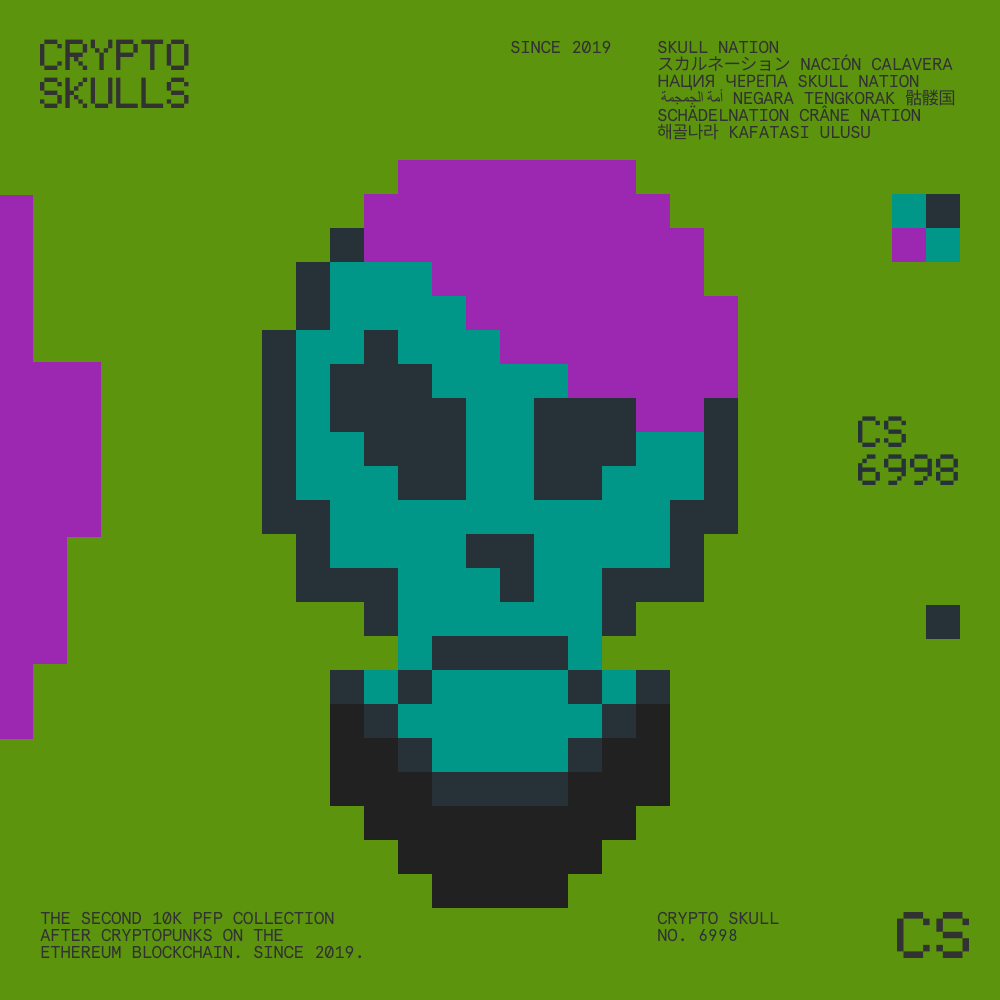 CRYPTO
SKULLS
SINCE 2019
SKULL NATION
スカルネーション NACIÓN CALAVERA
НАЦИЯ ЧЕРЕПА SKULL NATION
أمة الجمجمة NEGARA TENGKORAK 骷髅国
SCHÄDELNATION CRÂNE NATION
해골나라 KAFATASI ULUSU
CS
6998
THE SECOND 10K PFP COLLECTION
AFTER CRYPTOPUNKS ON THE
ETHEREUM BLOCKCHAIN. SINCE 2019.
CRYPTO SKULL
NO. 6998
CS